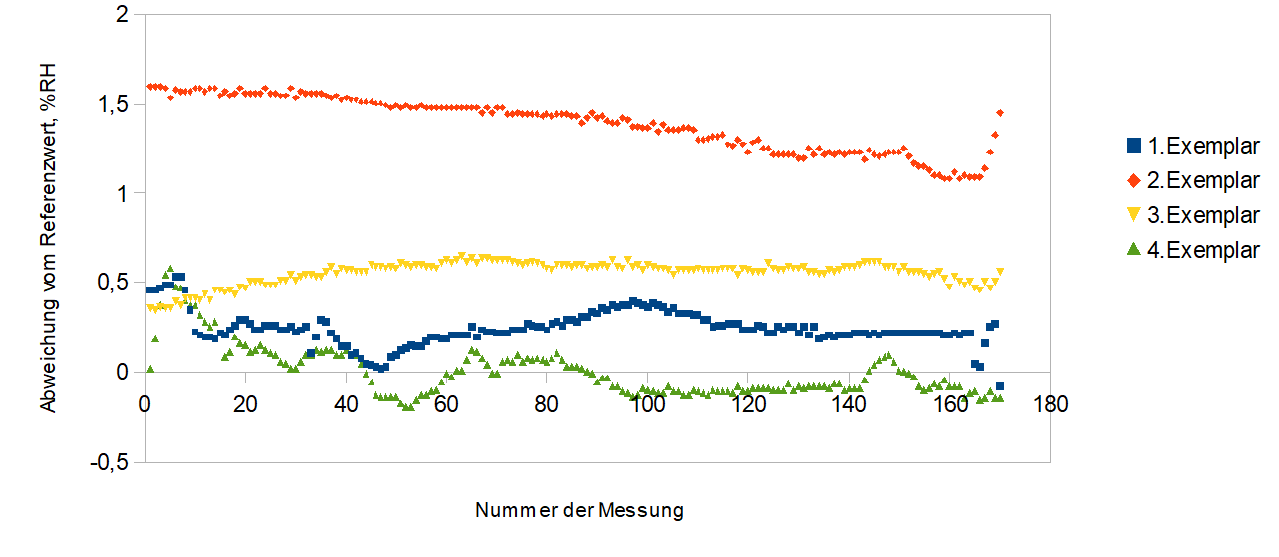 2
1,5
1
0,5
0
-0,5
0 20 40 60 80 100 120 140 160 180
Abweichung vom Referenzwert, %RH
Nummer der Messung
1.Exemplar
2.Exemplar
3.Exemplar
4.Exemplar